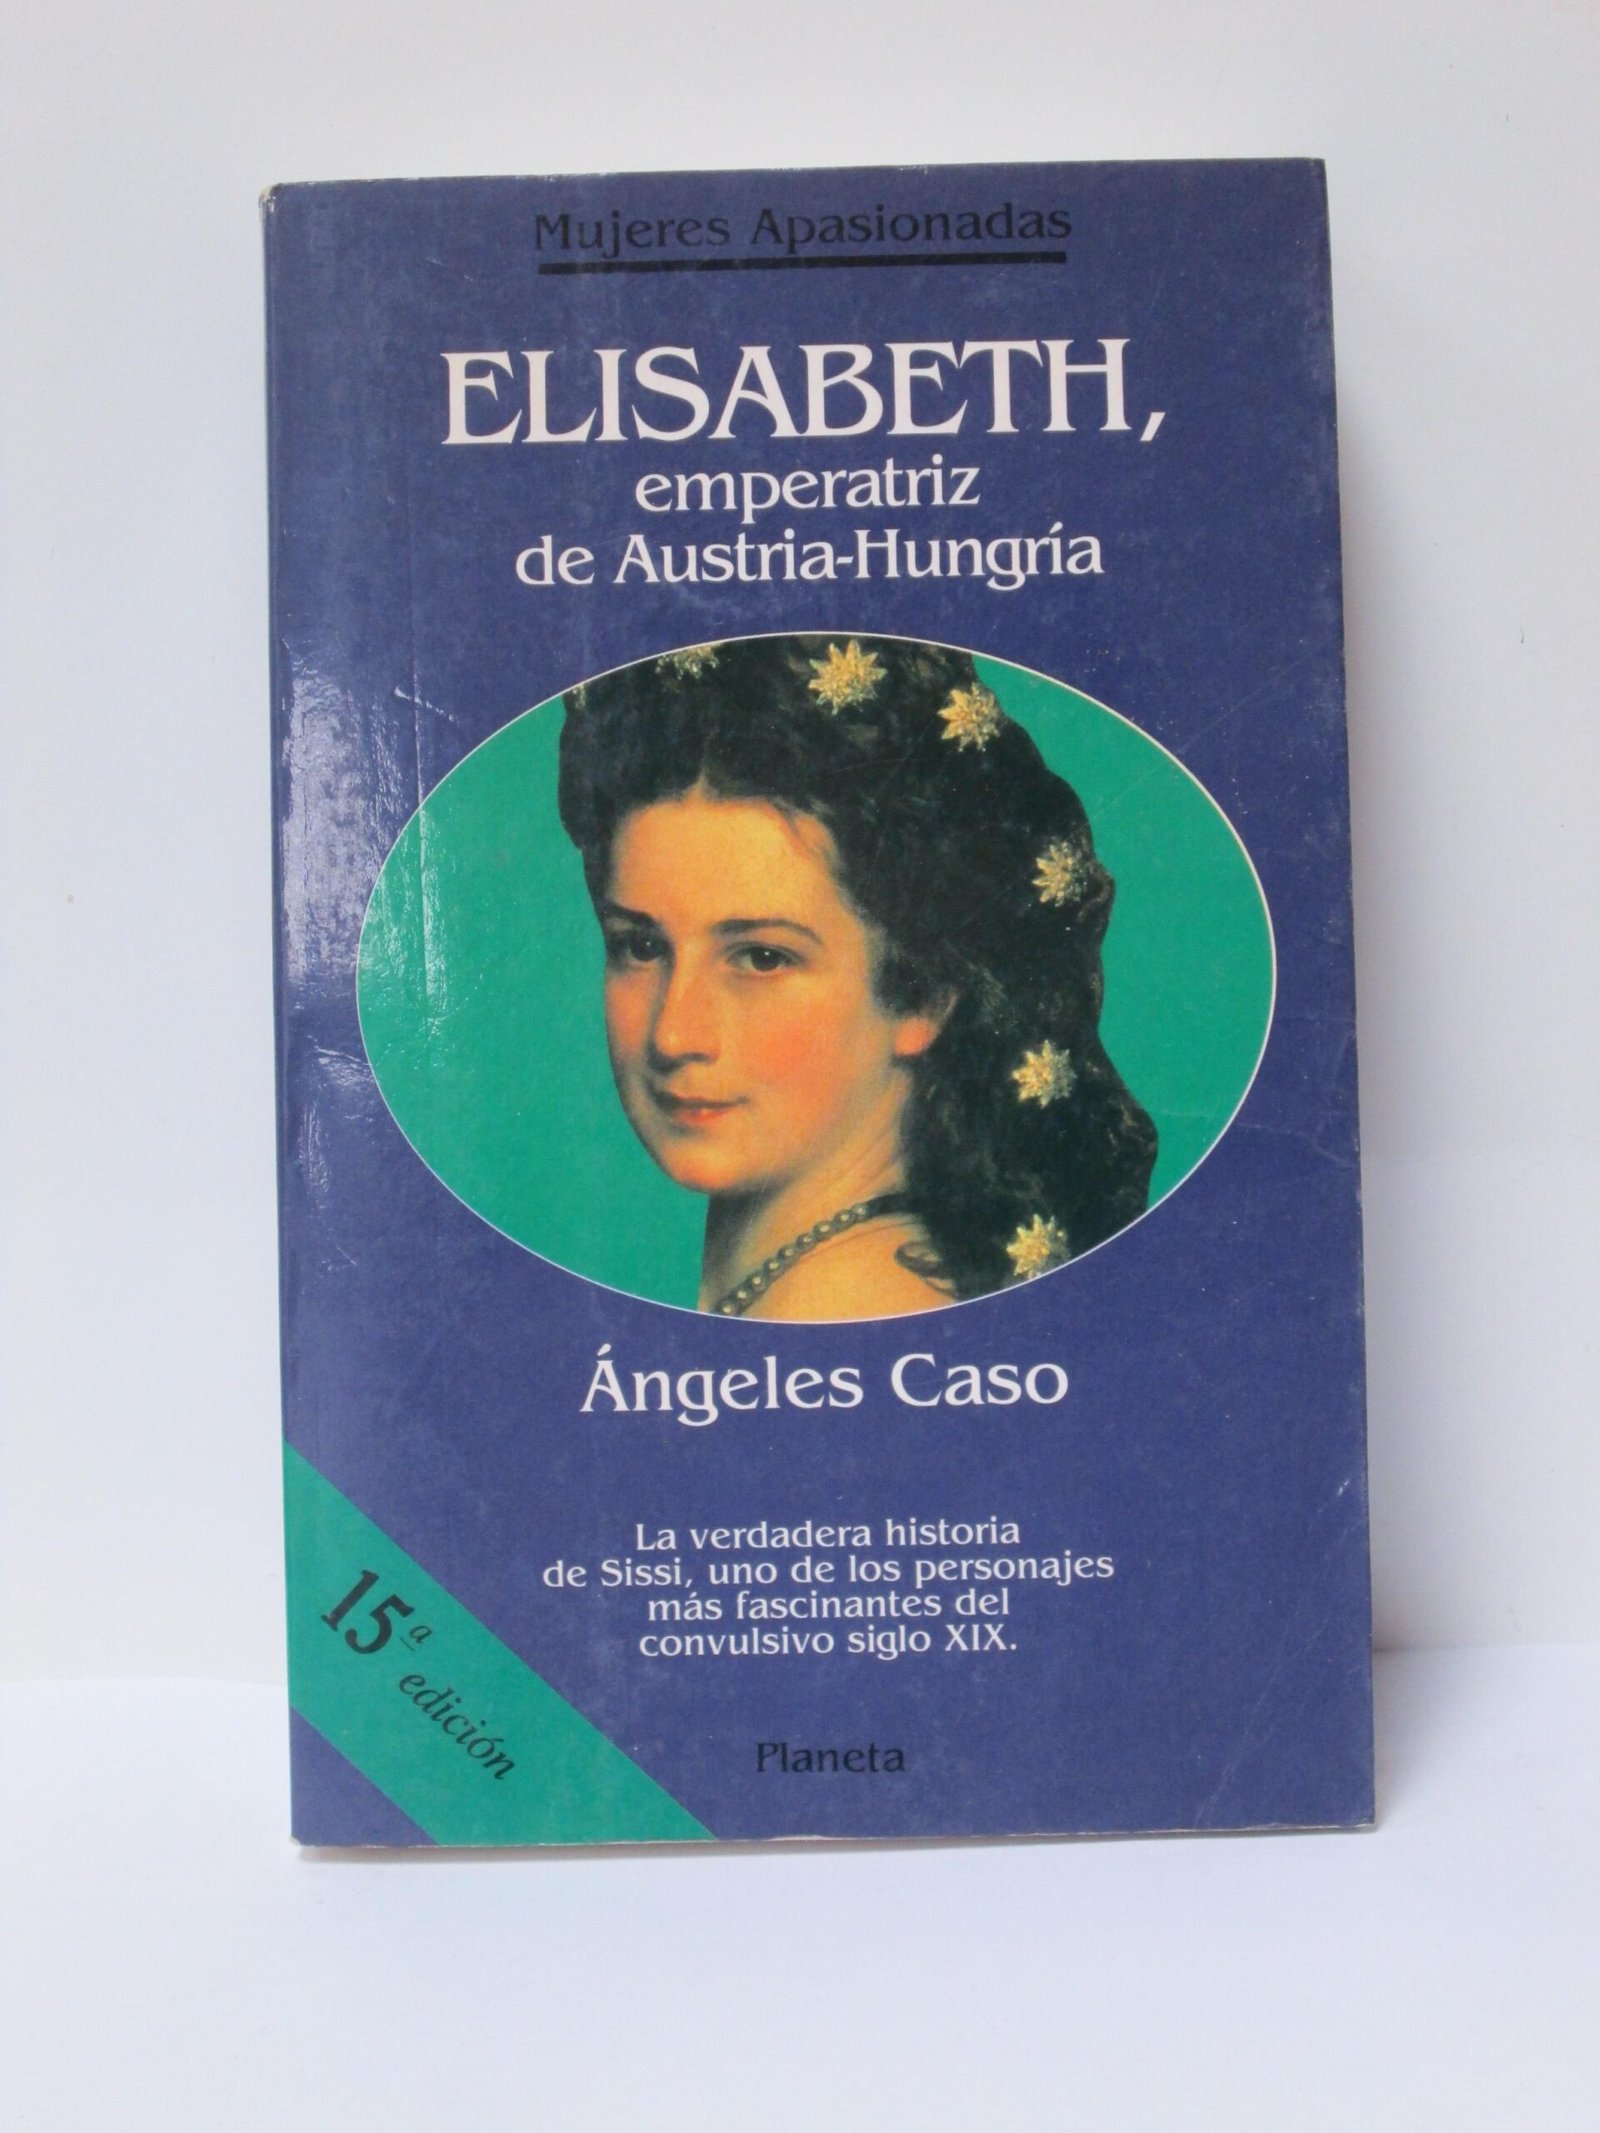 Mujeres Apasionadas
ELISABETH,
emperatriz
de Austria-Hungría
Ángeles Caso
La verdadera historia
de Sissi, uno de los personajes
más fascinantes del
convulsivo siglo XIX.
15ª edición
Planeta